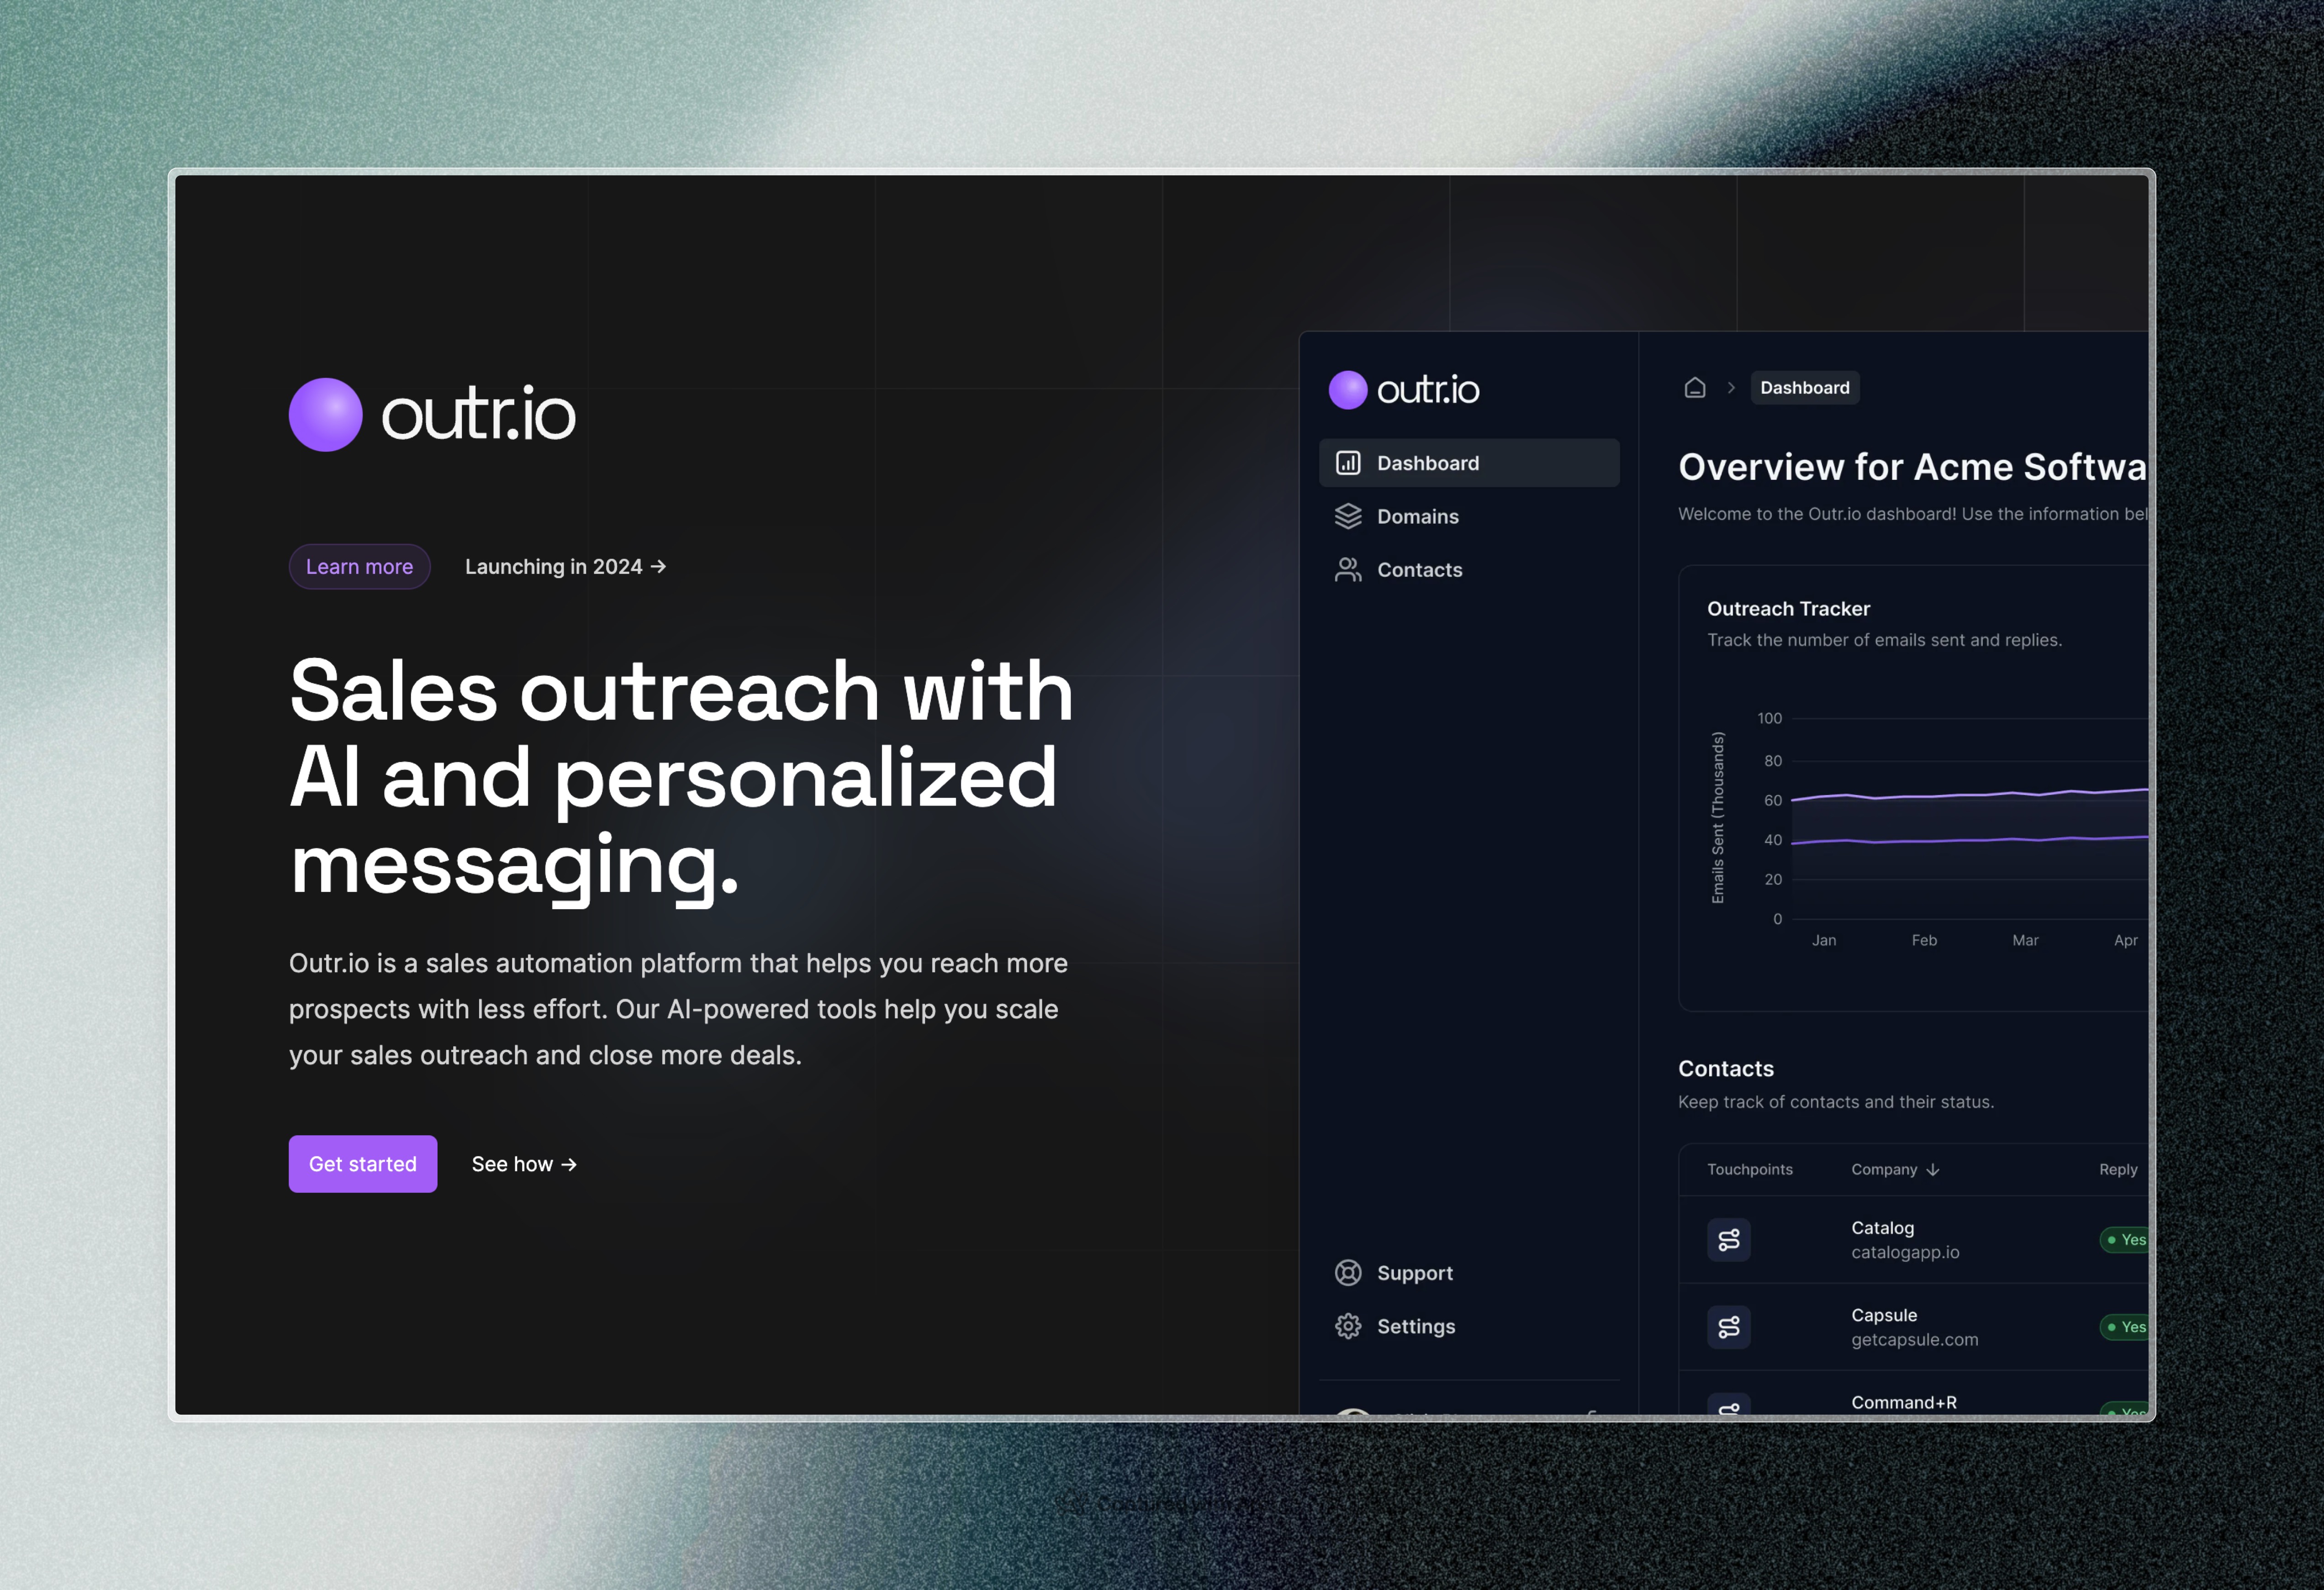 outr.io
Learn more
Launching in 2024 →
Sales outreach with
AI and personalized
messaging.
Outr.io is a sales automation platform that helps you reach more
prospects with less effort. Our AI-powered tools help you scale
your sales outreach and close more deals.
Get started
See how →
outr.io
Dashboard
Domains
Contacts
Support
Settings
Dashboard
Overview for Acme Softwa
Welcome to the Outr.io dashboard! Use the information bel
Outreach Tracker
Track the number of emails sent and replies.
Emails Sent (Thousands)
100
80
60
40
20
0
Jan Feb Mar Apr
Contacts
Keep track of contacts and their status.
Touchpoints Company ↓ Reply
Catalog
catalogapp.io
Yes
Capsule
getcapsule.com
Yes
Command+R
Yes